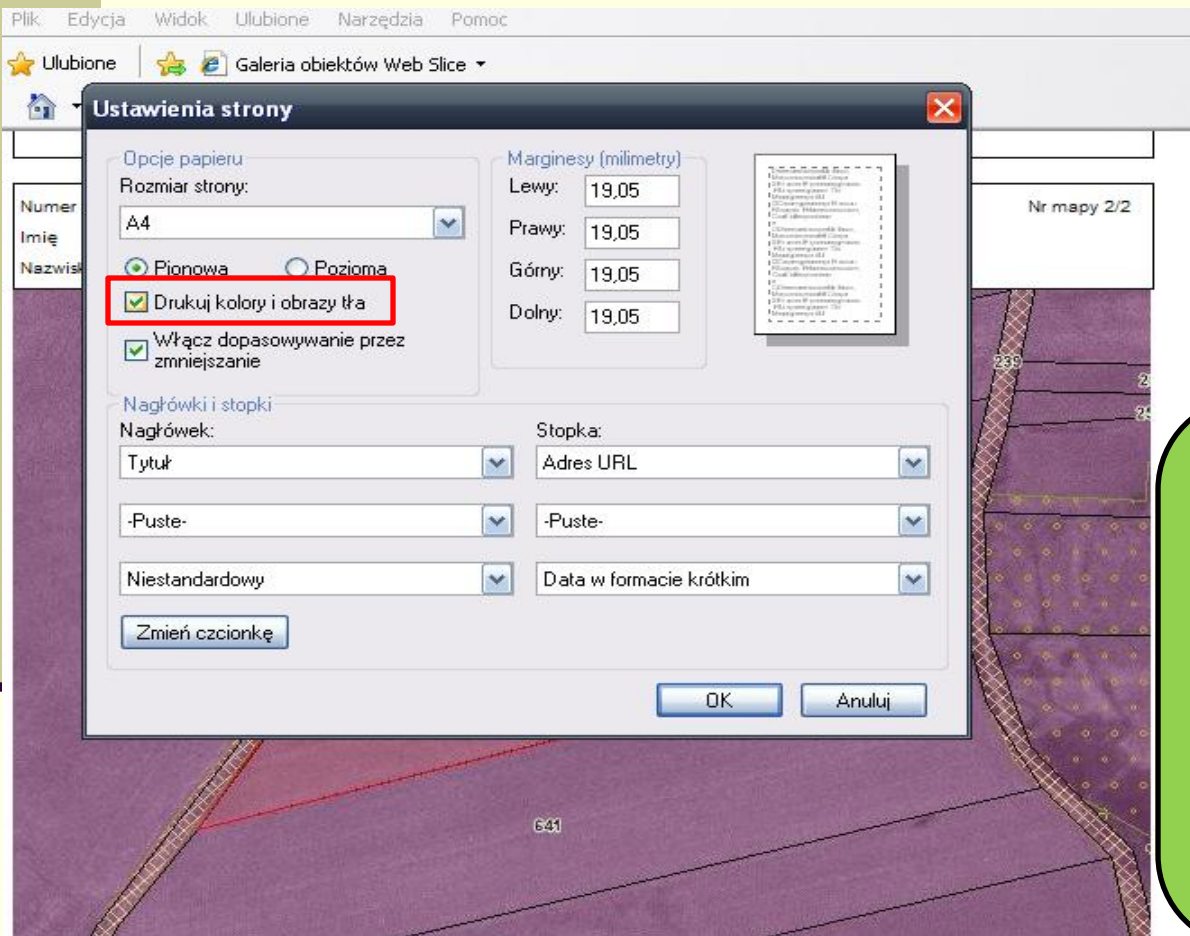 Plik Edycja Widok Ulubione Narzędzia Pomoc
Ulubione Galeria obiektów Web Slice
Ustawienia strony
Opcje papieru
Rozmiar strony:
A4
Pionowa Pozioma
Drukuj kolory i obrazy tła
Włącz dopasowywanie przez
zmniejszanie
Marginesy (milimetry)
Lewy: 19,05
Prawy: 19,05
Górny: 19,05
Dolny: 19,05
Numer
Imię
Nr mapy 2/2
Nagłówki i stopki
Nagłówek: Stopka:
Tytuł Adres URL
-Puste- -Puste-
Niestandardowy Data w formacie krótkim
Zmień czcionkę
OK Anuluj
239
641